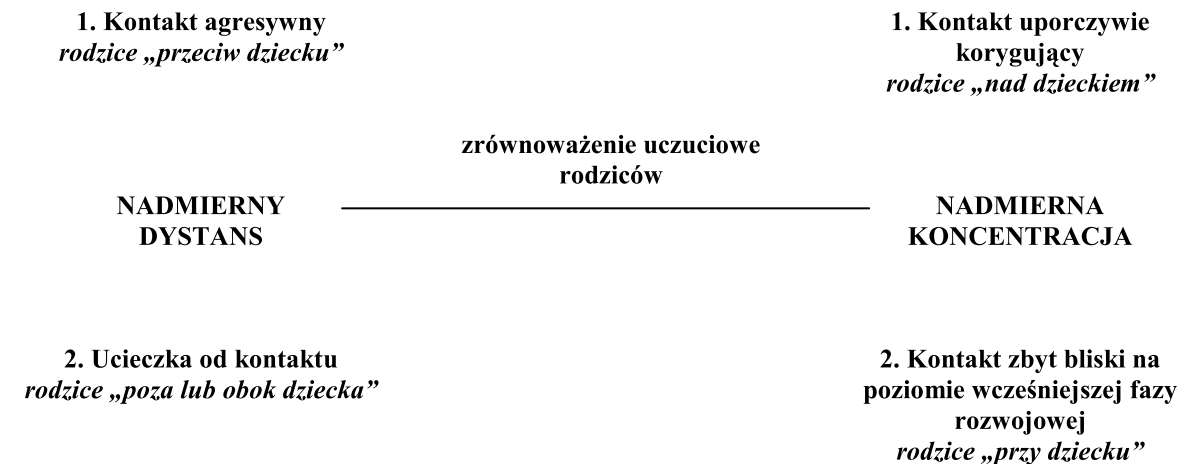 1. Kontakt agresywny
rodzice „przeciw dziecku”
1. Kontakt uporczywie
korygujący
rodzice „nad dzieckiem”
zrównoważenie uczuciowe
rodziców
NADMIERNY
DYSTANS
NADMIERNA
KONCENTRACJA
2. Ucieczka od kontaktu
rodzice „poza lub obok dziecka”
2. Kontakt zbyt bliski na
poziomie wcześniejszej fazy
rozwojowej
rodzice „przy dziecku”